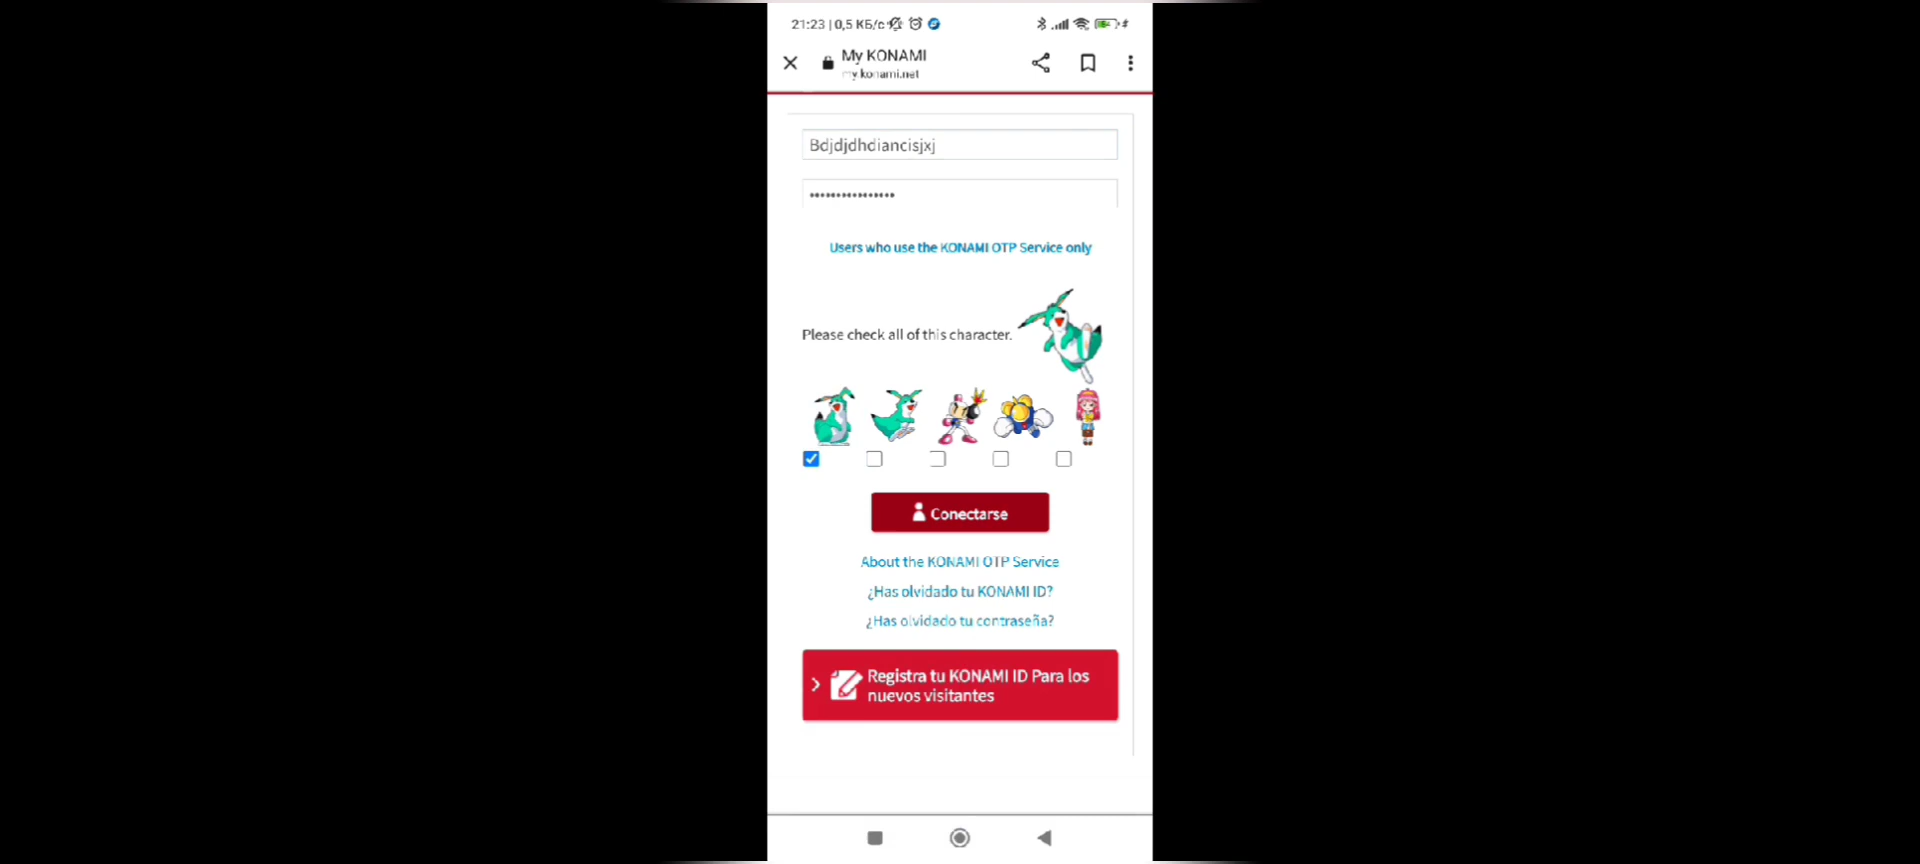 21:23 | 0,5 КБ/с
My KONAMI
my.konami.net
Bdjdjdhdiancisjxj
••••••••••••••••
Users who use the KONAMI OTP Service only
Please check all of this character.
Conectarse
About the KONAMI OTP Service
¿Has olvidado tu KONAMI ID?
¿Has olvidado tu contraseña?
Registra tu KONAMI ID Para los
nuevos visitantes